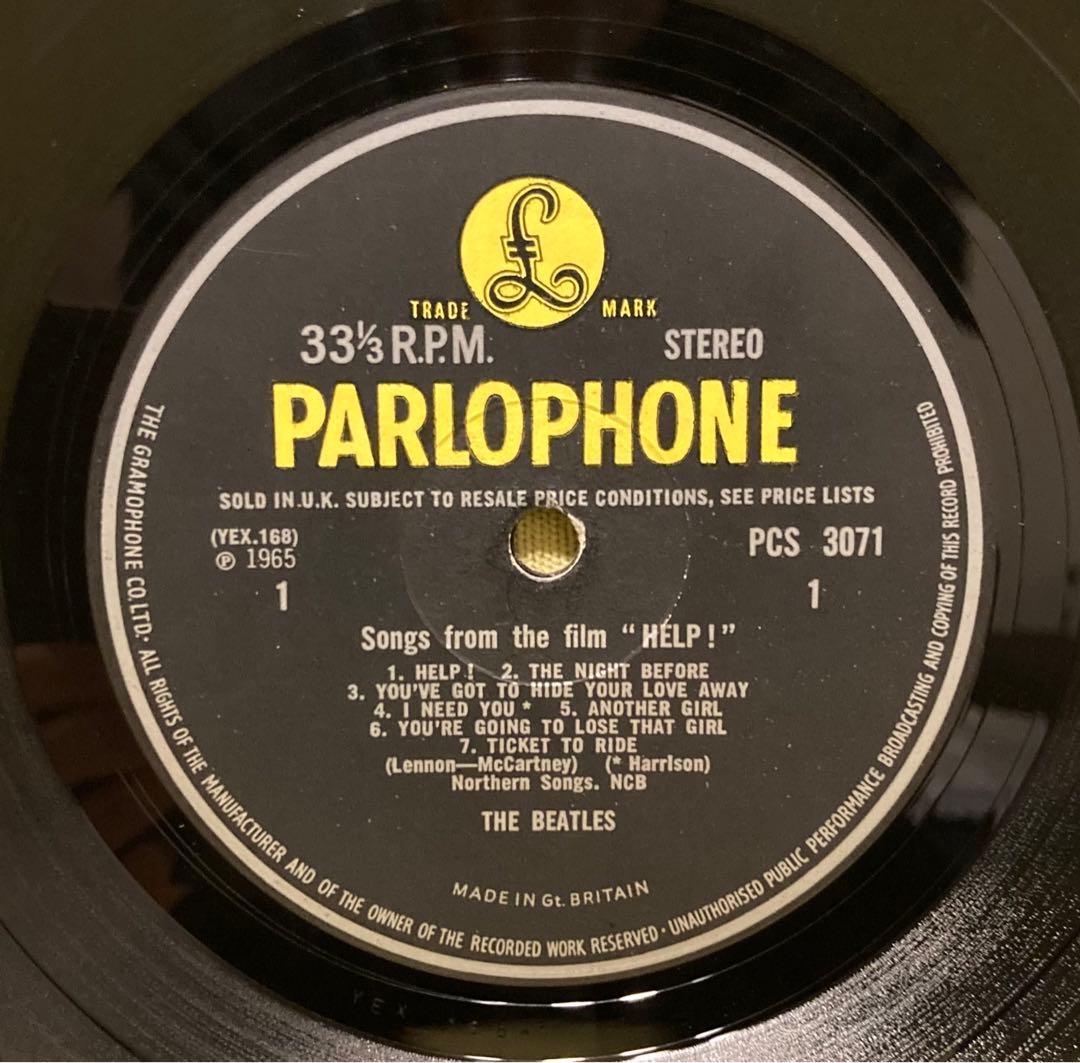 £
TRADE MARK
33⅓ R.P.M. STEREO
PARLOPHONE
SOLD IN U.K. SUBJECT TO RESALE PRICE CONDITIONS, SEE PRICE LISTS
(YEX.168)
℗ 1965
PCS 3071
1 1
Songs from the film "HELP!"
1. HELP! 2. THE NIGHT BEFORE
3. YOU'VE GOT TO HIDE YOUR LOVE AWAY
4. I NEED YOU * 5. ANOTHER GIRL
6. YOU'RE GOING TO LOSE THAT GIRL
7. TICKET TO RIDE
(Lennon—McCartney) (* Harrison)
Northern Songs. NCB
THE BEATLES
MADE IN Gt. BRITAIN
THE GRAMOPHONE CO. LTD. · ALL RIGHTS OF THE MANUFACTURER AND OF THE OWNER OF THE RECORDED WORK RESERVED · UNAUTHORISED PUBLIC PERFORMANCE BROADCASTING AND COPYING OF THIS RECORD PROHIBITED
YEX